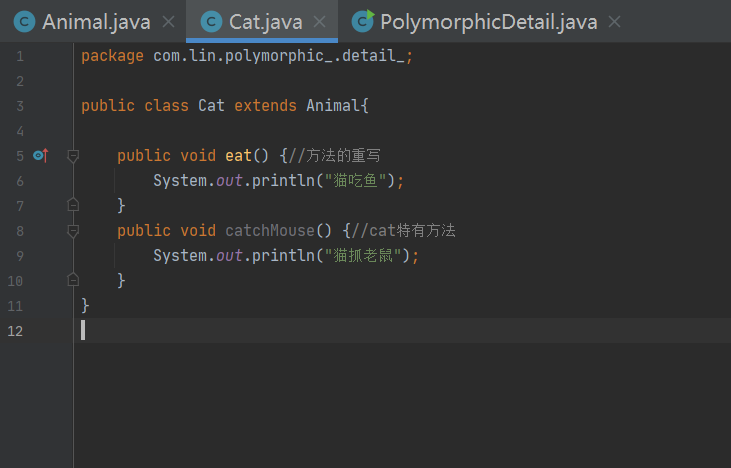 Animal.java Cat.java PolymorphicDetail.java
1 package com.lin.polymorphic_.detail_;
2
3 public class Cat extends Animal{
4
5 public void eat() {//方法的重写
6 System.out.println("猫吃鱼");
7 }
8 public void catchMouse() {//cat特有方法
9 System.out.println("猫抓老鼠");
10 }
11 }
12